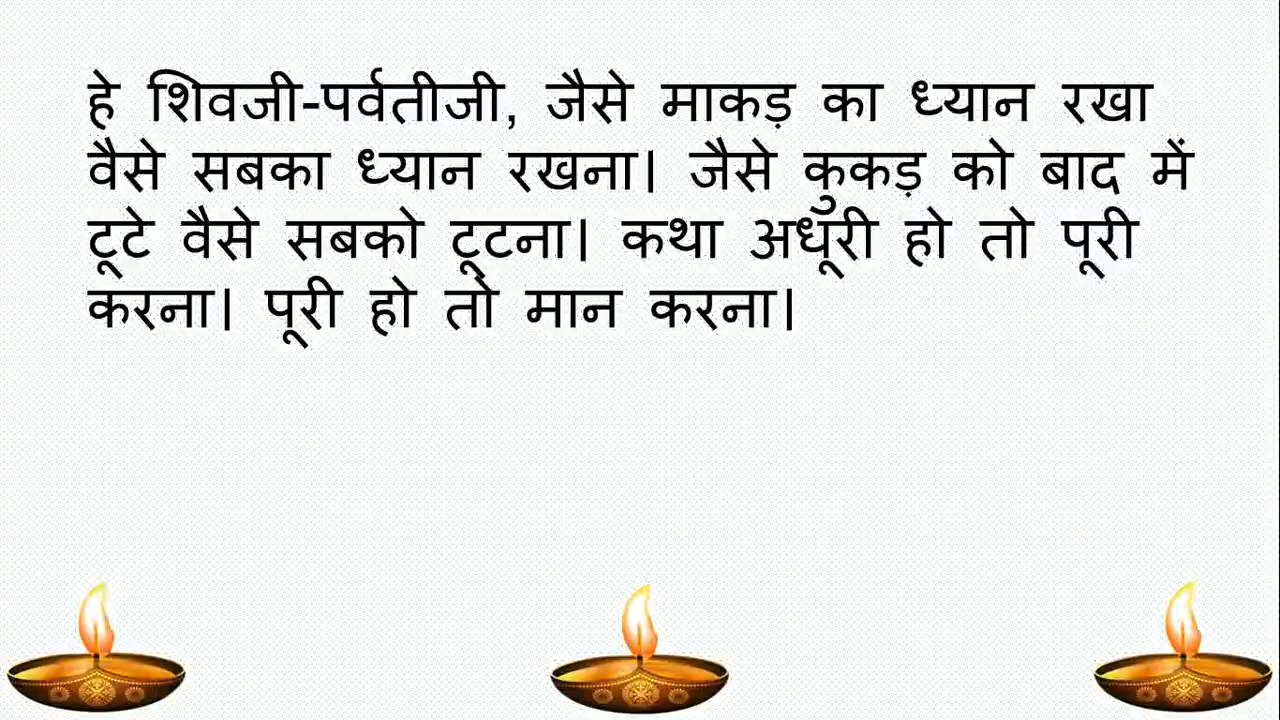 हे शिवजी-पर्वतीजी, जैसे माकड़ का ध्यान रखा
वैसे सबका ध्यान रखना। जैसे कुकड़ को बाद में
टूटे वैसे सबको टूटना। कथा अधूरी हो तो पूरी
करना। पूरी हो तो मान करना।